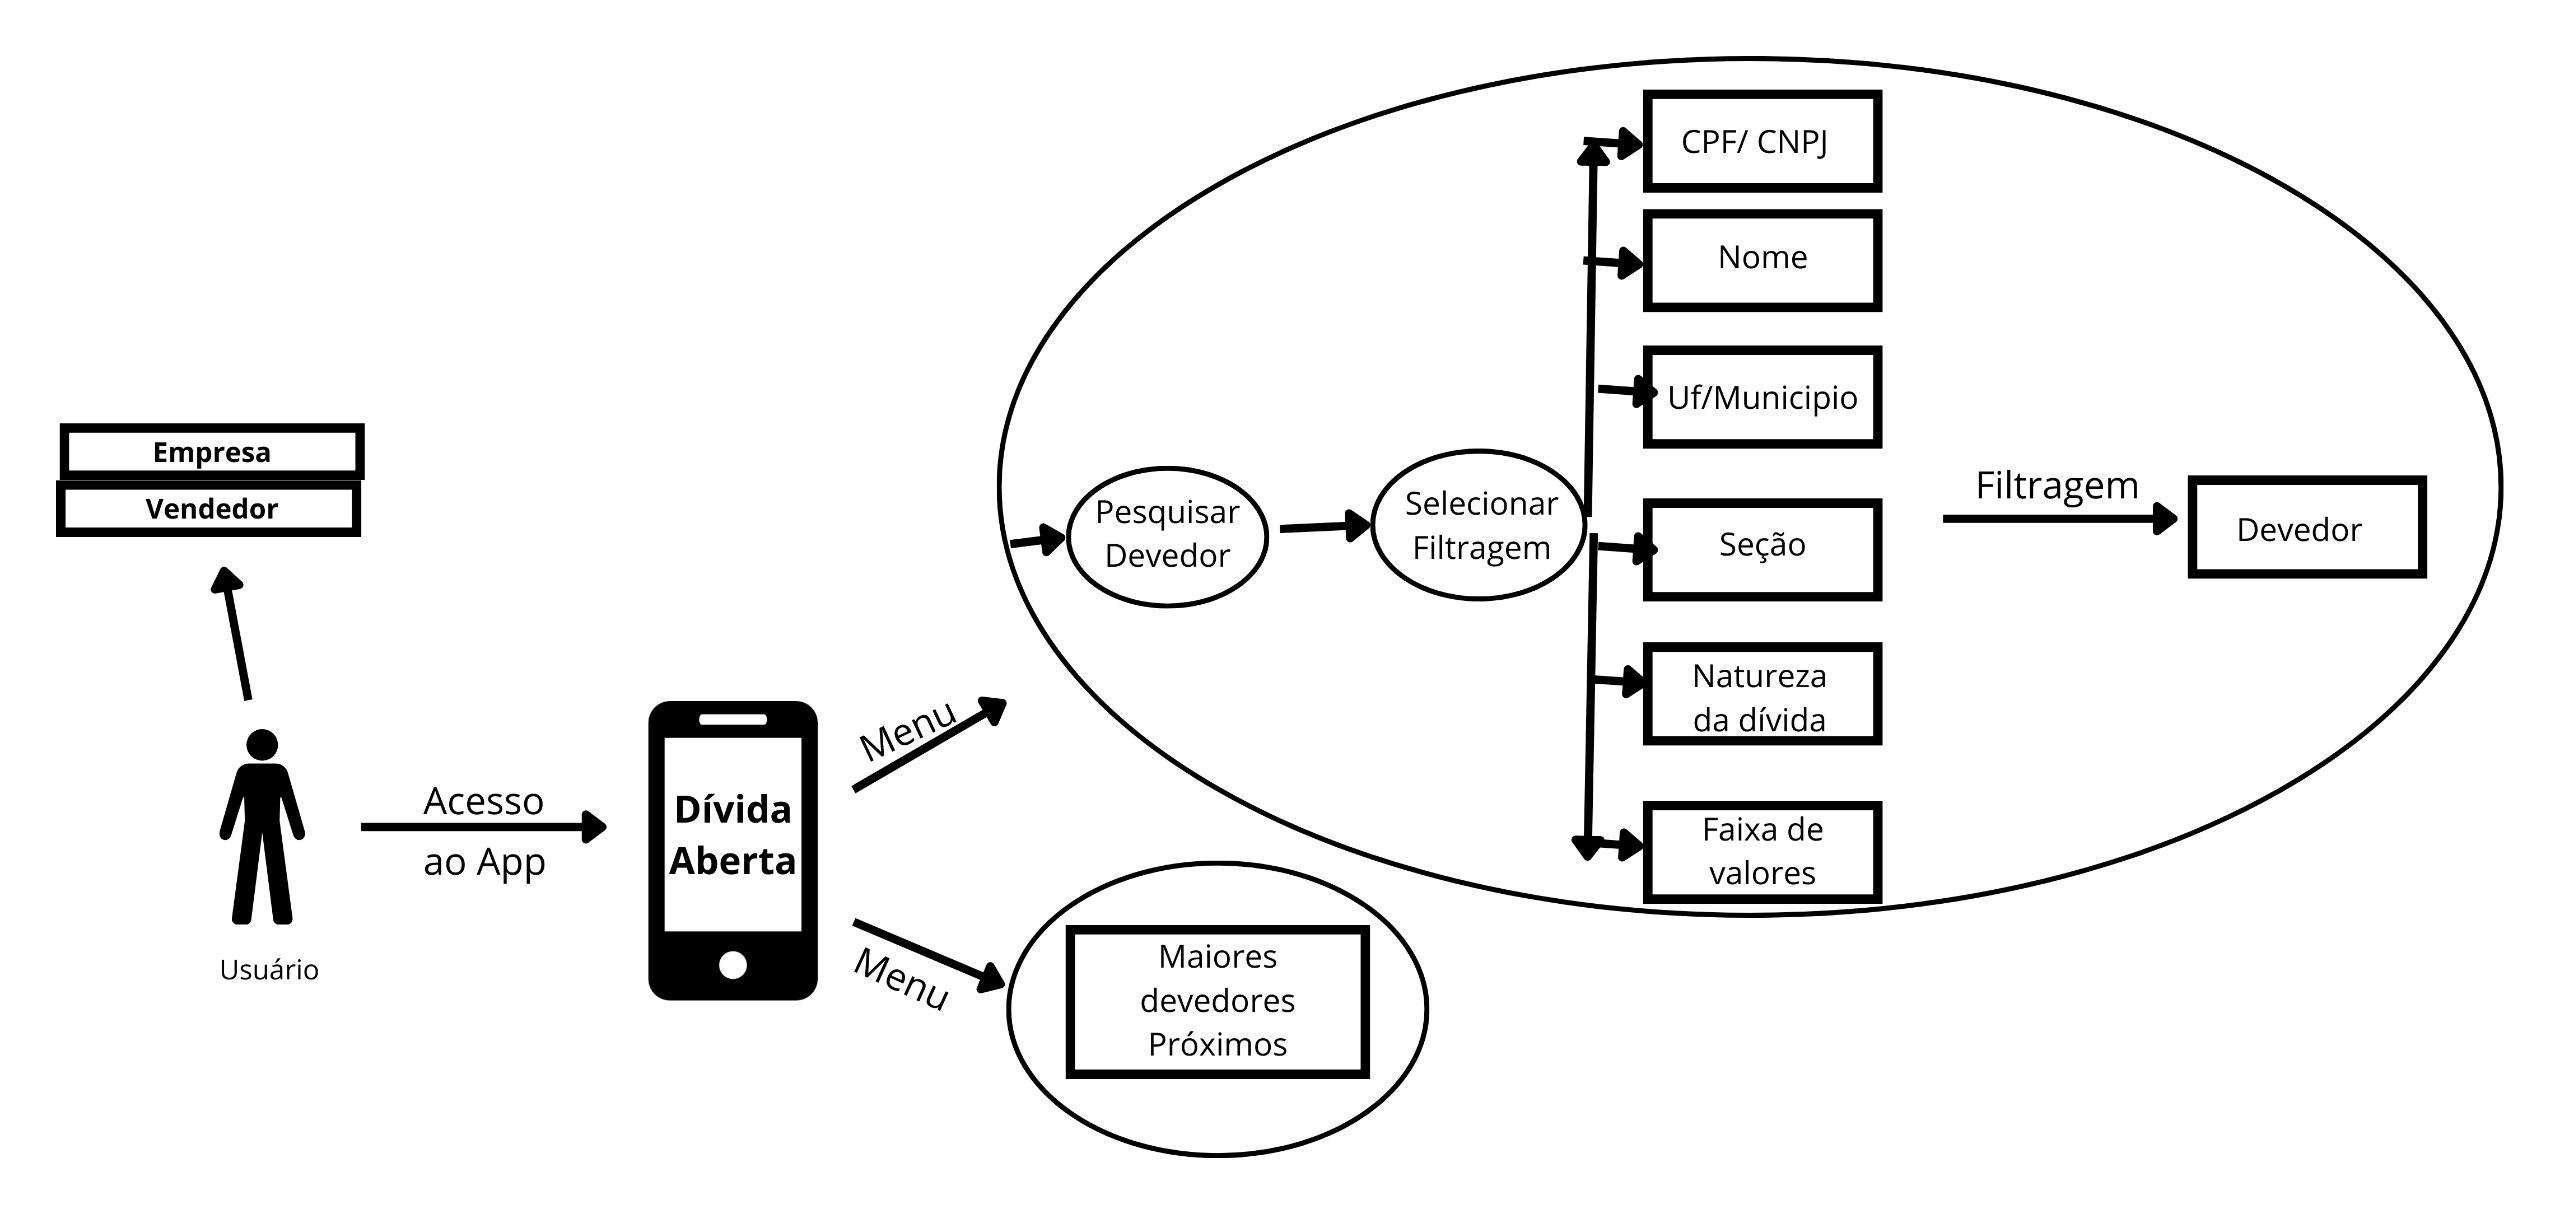 Empresa
Vendedor
Usuário
Acesso
ao App
Dívida
Aberta
Menu
Menu
Pesquisar
Devedor
Selecionar
Filtragem
CPF/ CNPJ
Nome
Uf/Municipio
Seção
Natureza
da dívida
Faixa de
valores
Filtragem
Devedor
Maiores
devedores
Próximos